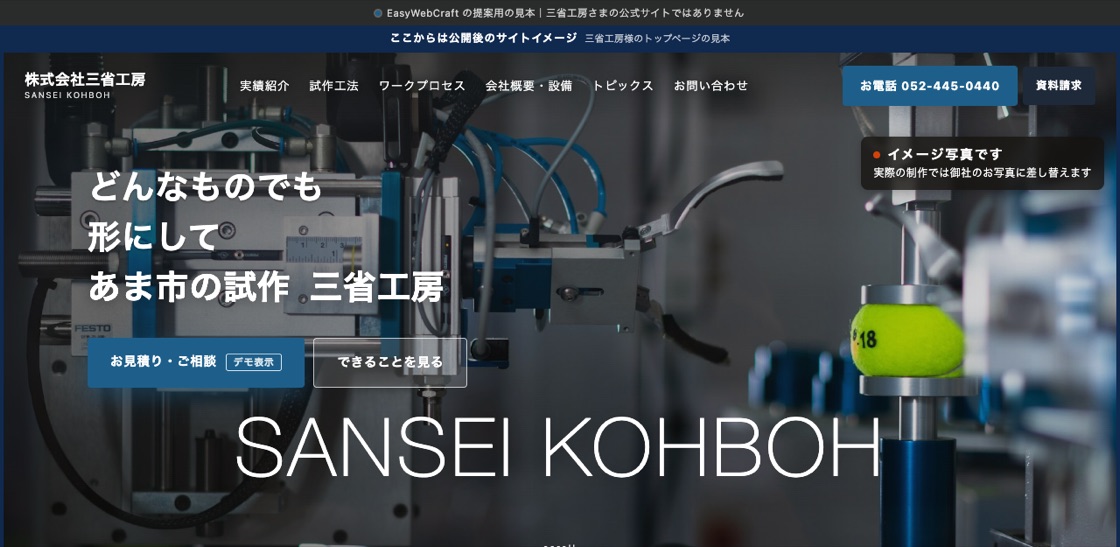 EasyWebCraft の提案用の見本｜三省工房さまの公式サイトではありません
ここからは公開後のサイトイメージ 三省工房様のトップページの見本
株式会社三省工房
SANSEI KOHBOH
実績紹介 試作工法 ワークプロセス 会社概要・設備 トピックス お問い合わせ
お電話 052-445-0440
資料請求
イメージ写真です
実際の制作では御社のお写真に差し替えます
どんなものでも
形にして
あま市の試作 三省工房
FESTO
18
お見積り・ご相談 デモ表示
できることを見る
SANSEI KOHBOH